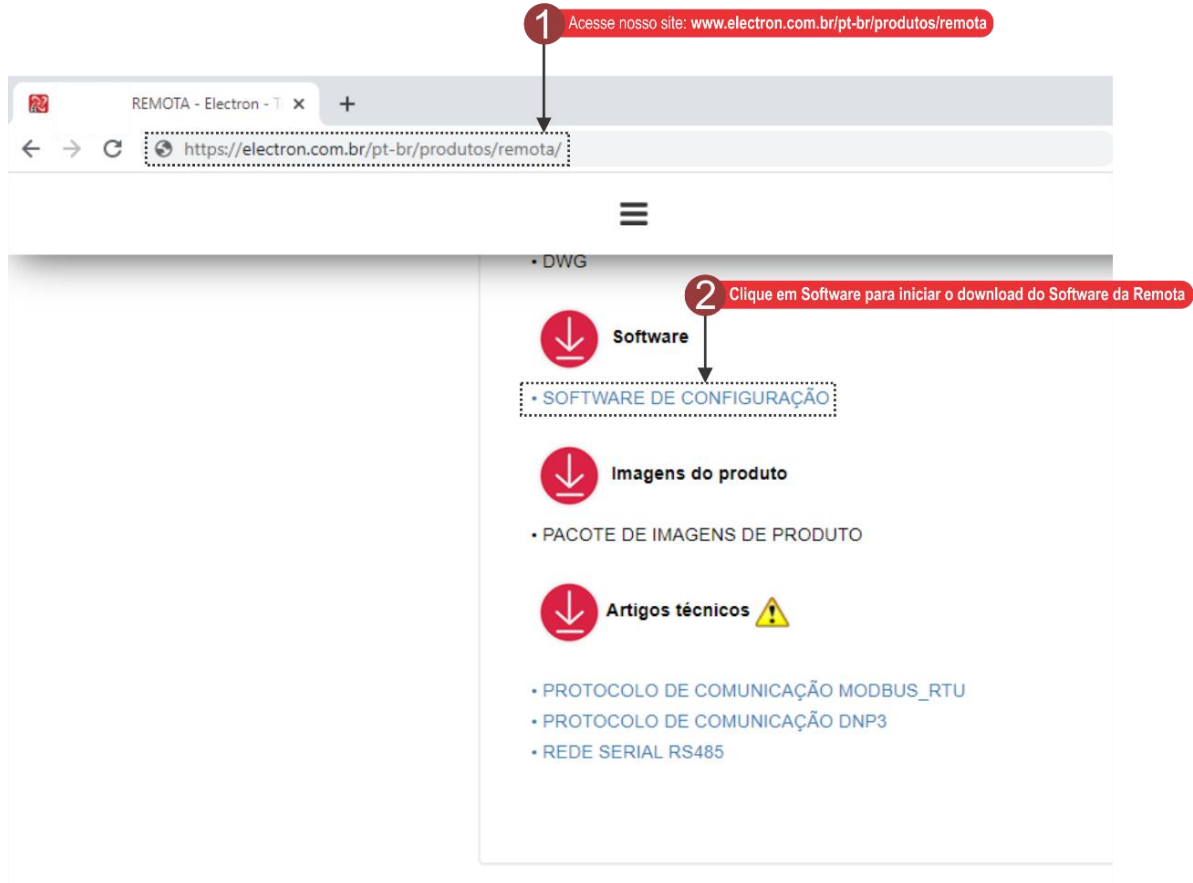 1 Acesse nosso site: www.electron.com.br/pt-br/produtos/remota
REMOTA - Electron - T
https://electron.com.br/pt-br/produtos/remota/
• DWG
2 Clique em Software para iniciar o download do Software da Remota
Software
• SOFTWARE DE CONFIGURAÇÃO
Imagens do produto
• PACOTE DE IMAGENS DE PRODUTO
Artigos técnicos
• PROTOCOLO DE COMUNICAÇÃO MODBUS_RTU
• PROTOCOLO DE COMUNICAÇÃO DNP3
• REDE SERIAL RS485